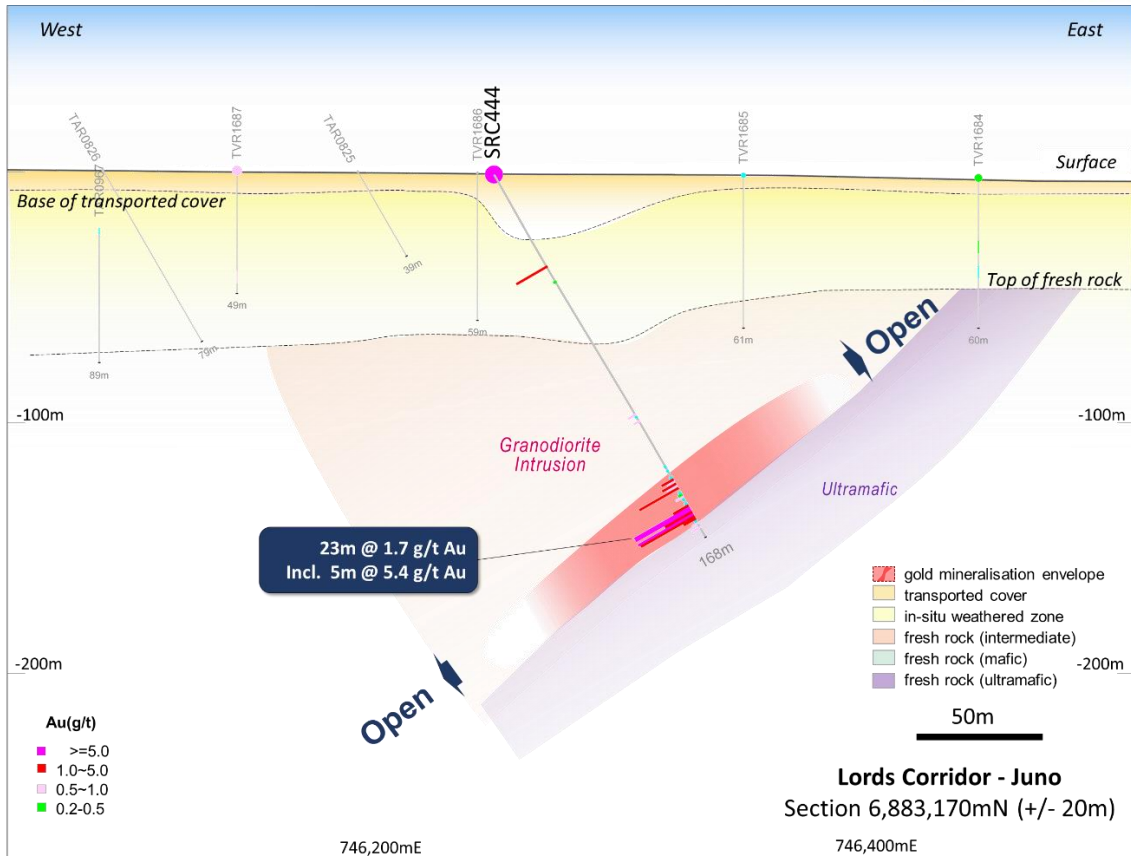 West
East
TAR0826
TAR0907
TVR1687
TAR0825
TVR1686
SRC444
TVR1685
TVR1684
Surface
Base of transported cover
39m
Top of fresh rock
49m
59m
61m
60m
79m
89m
Open
-100m
-100m
Granodiorite
Intrusion
Ultramafic
23m @ 1.7 g/t Au
Incl. 5m @ 5.4 g/t Au
168m
gold mineralisation envelope
transported cover
in-situ weathered zone
fresh rock (intermediate)
fresh rock (mafic)
fresh rock (ultramafic)
-200m
-200m
Open
50m
Au(g/t)
>=5.0
1.0~5.0
0.5~1.0
0.2-0.5
Lords Corridor - Juno
Section 6,883,170mN (+/- 20m)
746,200mE
746,400mE